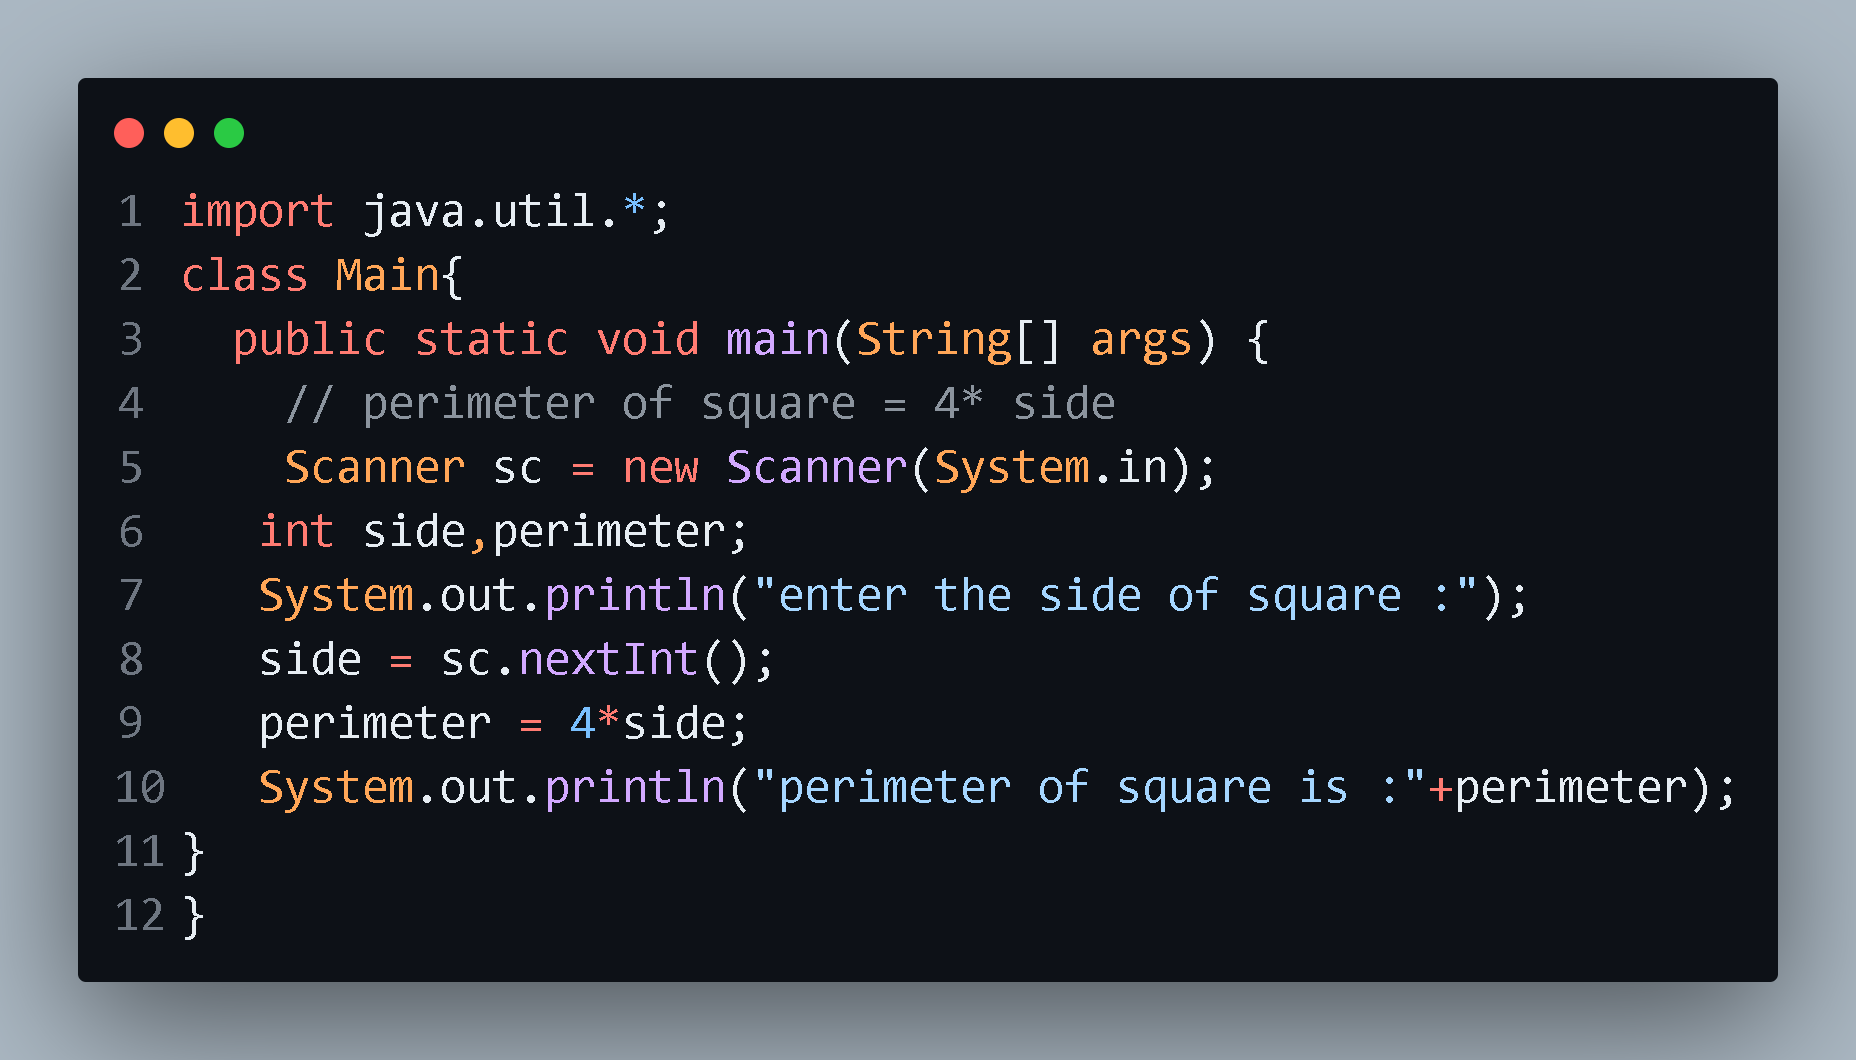 1 import java.util.*;
2 class Main{
3   public static void main(String[] args) {
4     // perimeter of square = 4* side
5     Scanner sc = new Scanner(System.in);
6    int side,perimeter;
7    System.out.println("enter the side of square :");
8    side = sc.nextInt();
9    perimeter = 4*side;
10    System.out.println("perimeter of square is :"+perimeter);
11 }
12 }